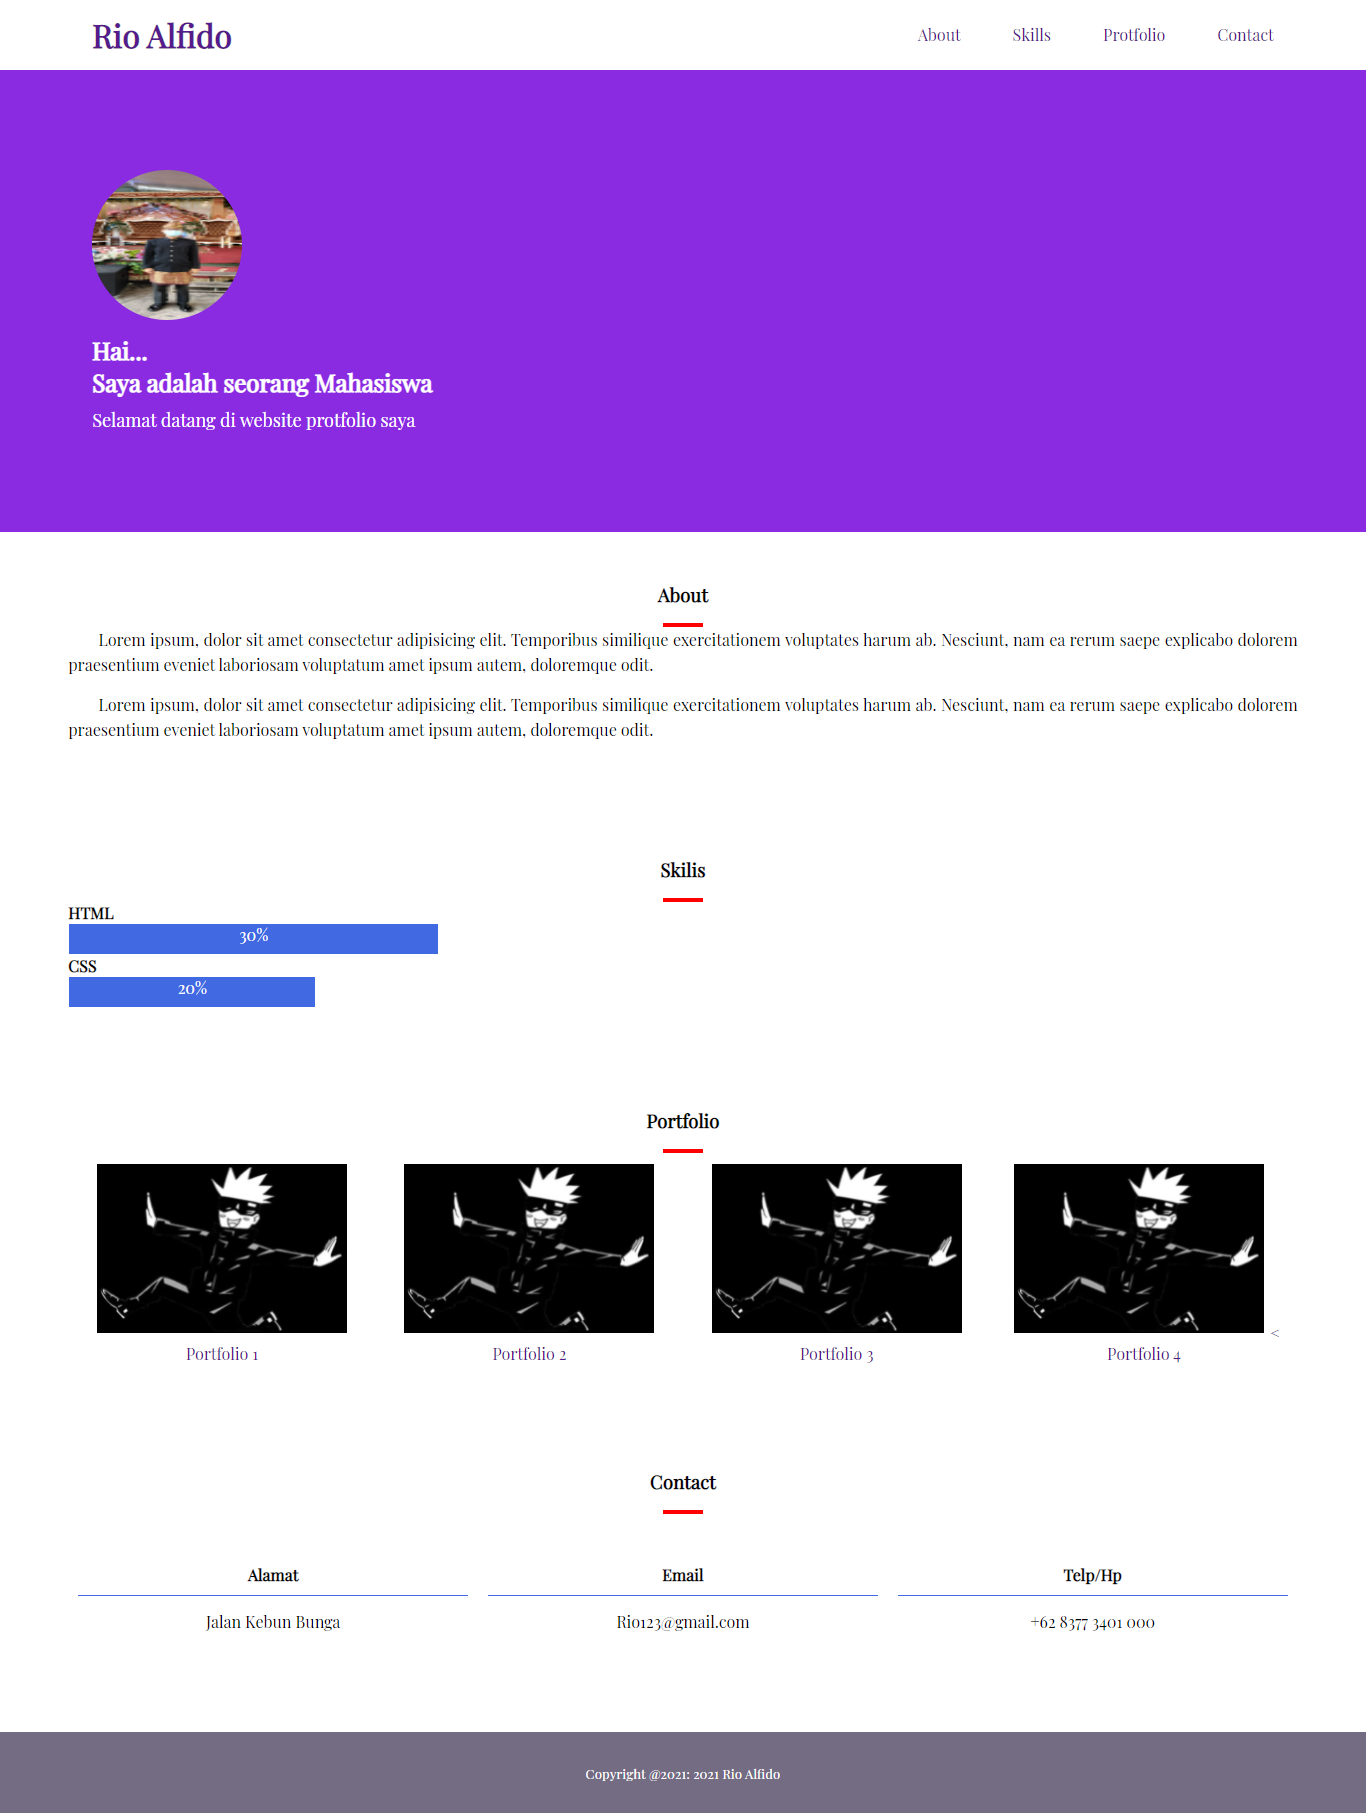 Rio Alfido
About Skills Protfolio Contact
Hai...
Saya adalah seorang Mahasiswa
Selamat datang di website protfolio saya
About
Lorem ipsum, dolor sit amet consectetur adipisicing elit. Temporibus similique exercitationem voluptates harum ab. Nesciunt, nam ea rerum saepe explicabo dolorem
praesentium eveniet laboriosam voluptatum amet ipsum autem, doloremque odit.
Lorem ipsum, dolor sit amet consectetur adipisicing elit. Temporibus similique exercitationem voluptates harum ab. Nesciunt, nam ea rerum saepe explicabo dolorem
praesentium eveniet laboriosam voluptatum amet ipsum autem, doloremque odit.
Skilis
HTML
30%
CSS
20%
Portfolio
<
Portfolio 1 Portfolio 2 Portfolio 3 Portfolio 4
Contact
Alamat Email Telp/Hp
Jalan Kebun Bunga Rio123@gmail.com +62 8377 3401 000
Copyright @2021: 2021 Rio Alfido